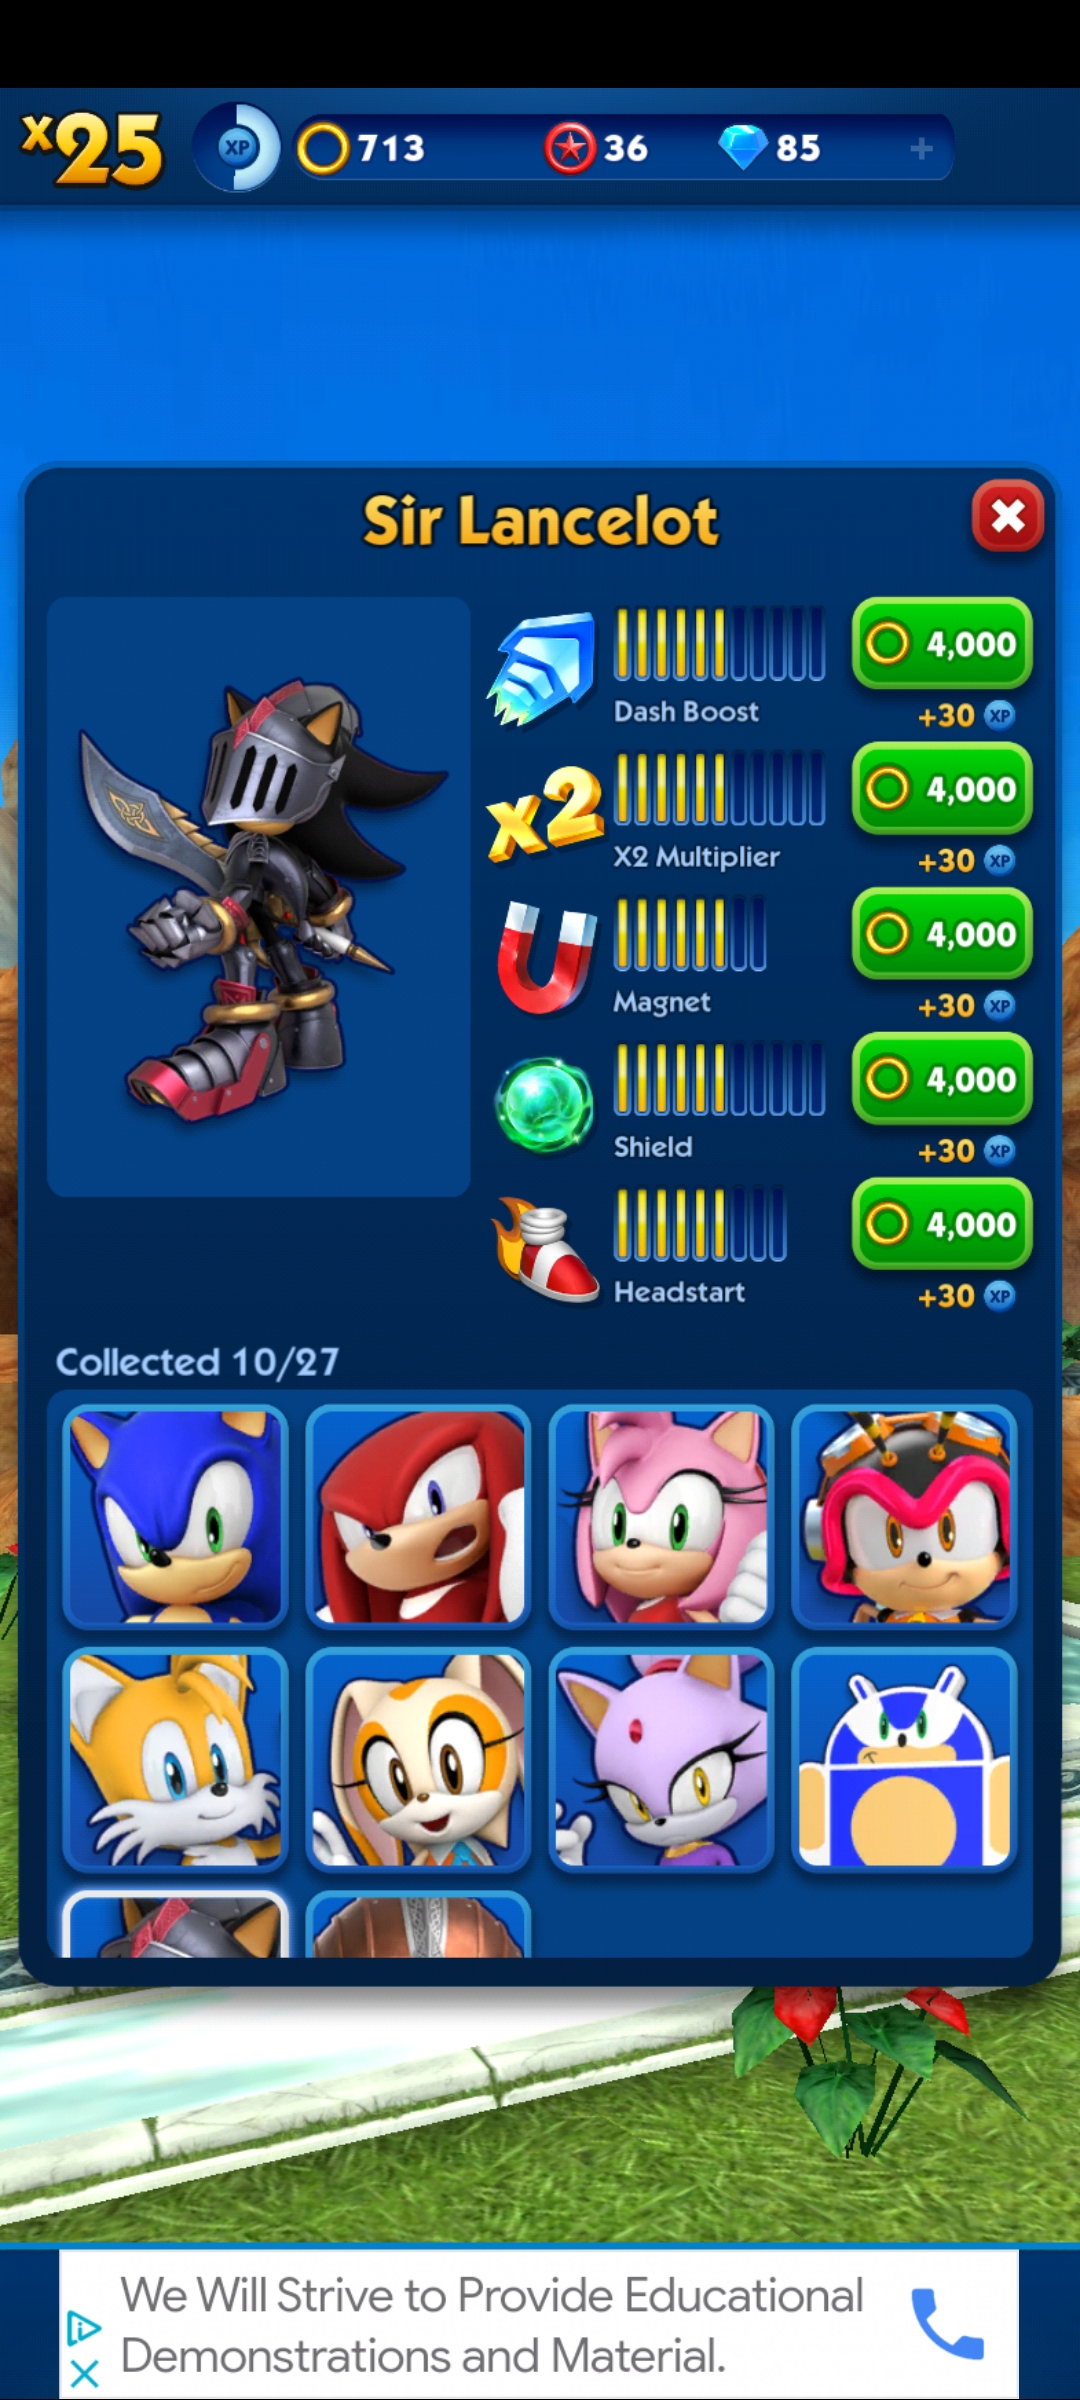 x25 XP 713 36 85 +
Sir Lancelot
4,000
Dash Boost +30 XP
x2 4,000
X2 Multiplier +30 XP
4,000
Magnet +30 XP
4,000
Shield +30 XP
4,000
Headstart +30 XP
Collected 10/27
We Will Strive to Provide Educational
Demonstrations and Material.